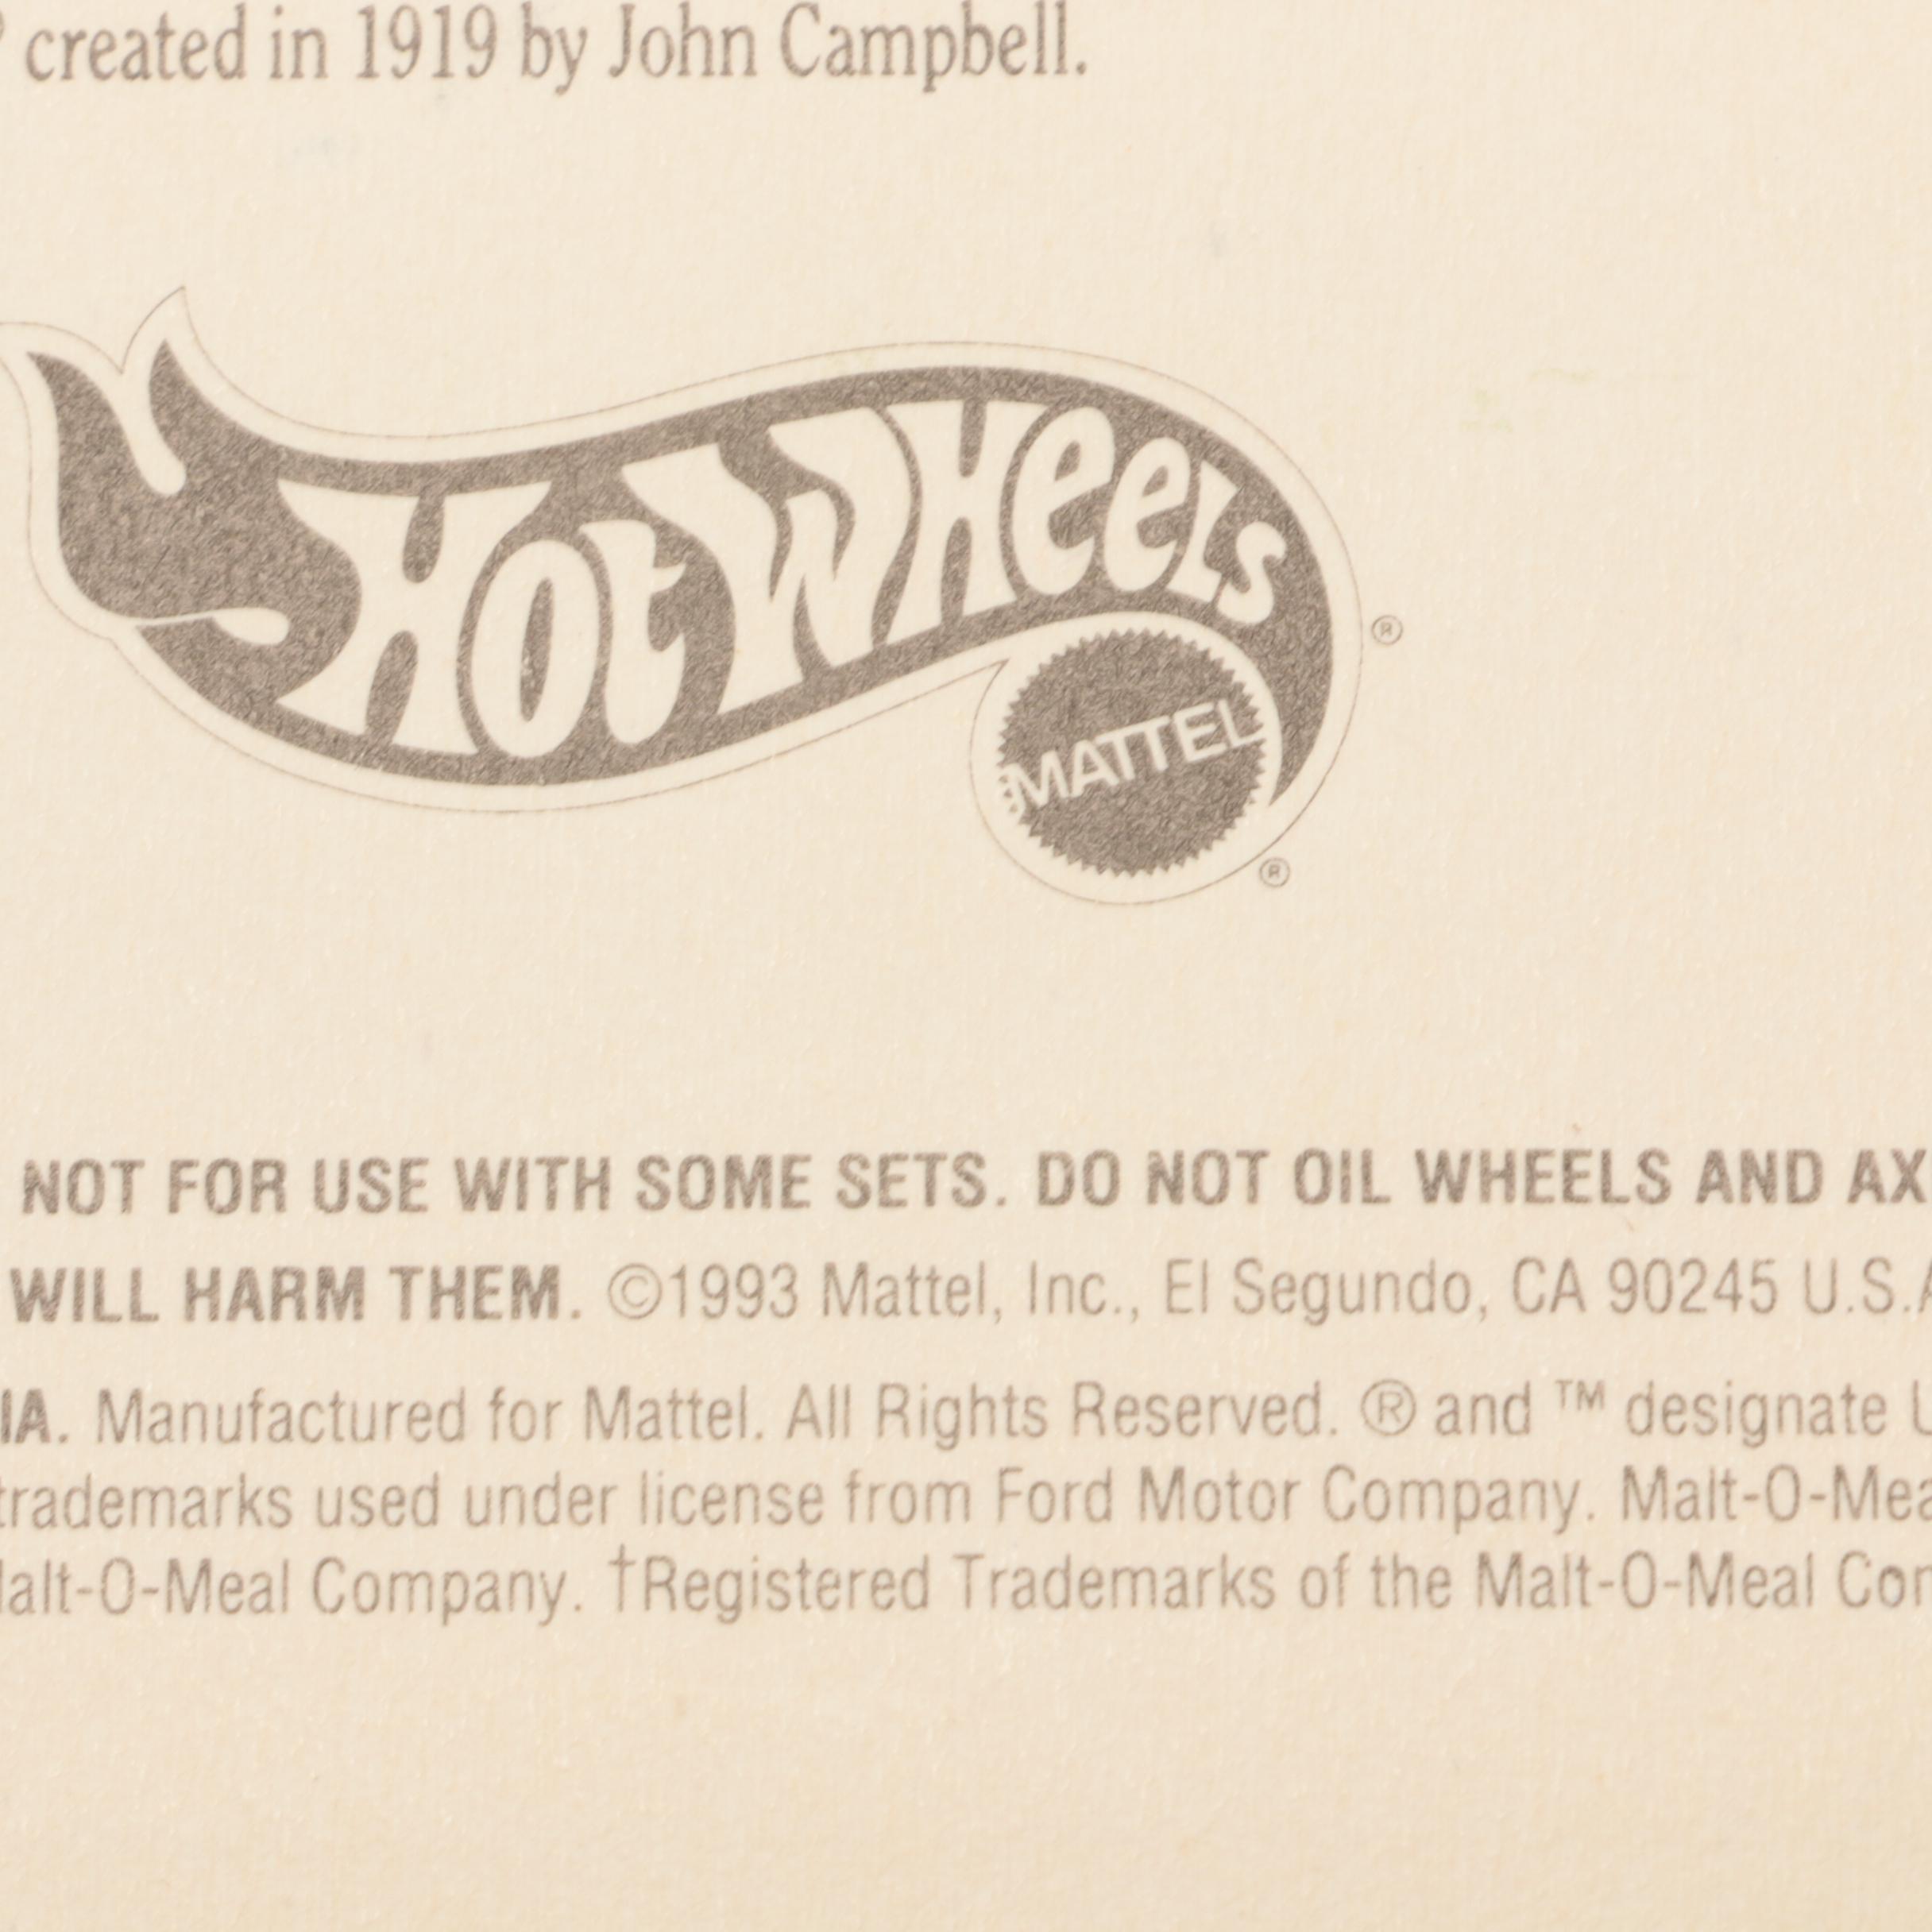 created in 1919 by John Campbell.
Hot WHeels
®
MATTEL
®
NOT FOR USE WITH SOME SETS. DO NOT OIL WHEELS AND AX
WILL HARM THEM. ©1993 Mattel, Inc., El Segundo, CA 90245 U.S.A
IA. Manufactured for Mattel. All Rights Reserved. ® and ™ designate U
trademarks used under license from Ford Motor Company. Malt-O-Mea
alt-O-Meal Company. †Registered Trademarks of the Malt-O-Meal Com